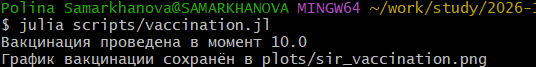 Polina Samarkhanova@SAMARKHANOVA MINGW64 ~/work/study/2026-1
$ julia scripts/vaccination.jl
Вакцинация проведена в момент 10.0
График вакцинации сохранён в plots/sir_vaccination.png